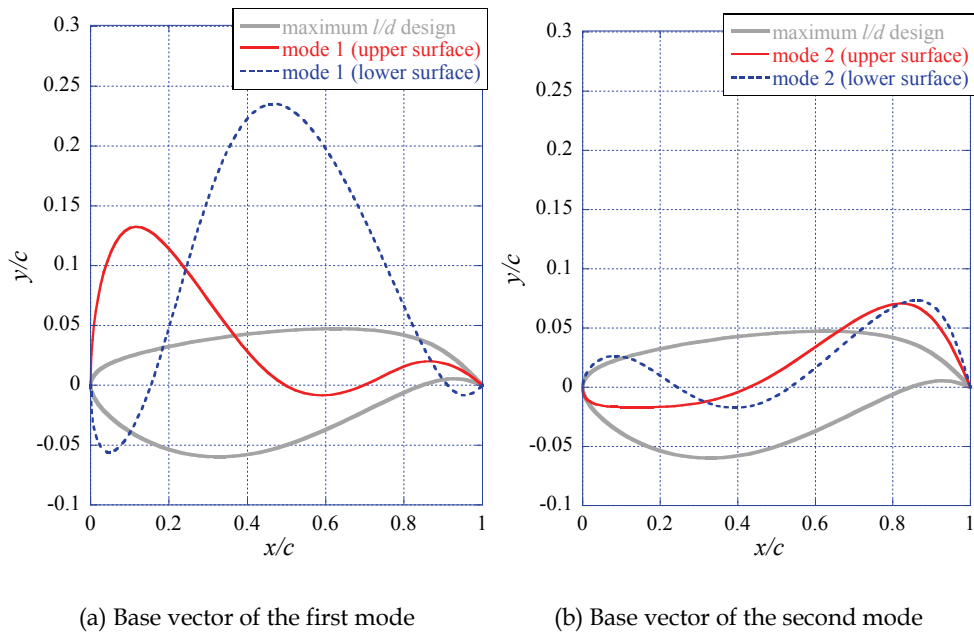 maximum l/d design
mode 1 (upper surface)
mode 1 (lower surface)
0.3
0.25
0.2
0.15
0.1
0.05
0
-0.05
-0.1
y/c
0
0.2
0.4
0.6
0.8
1
x/c
(a) Base vector of the first mode
maximum l/d design
mode 2 (upper surface)
mode 2 (lower surface)
0.3
0.25
0.2
0.15
0.1
0.05
0
-0.05
-0.1
y/c
0
0.2
0.4
0.6
0.8
1
x/c
(b) Base vector of the second mode